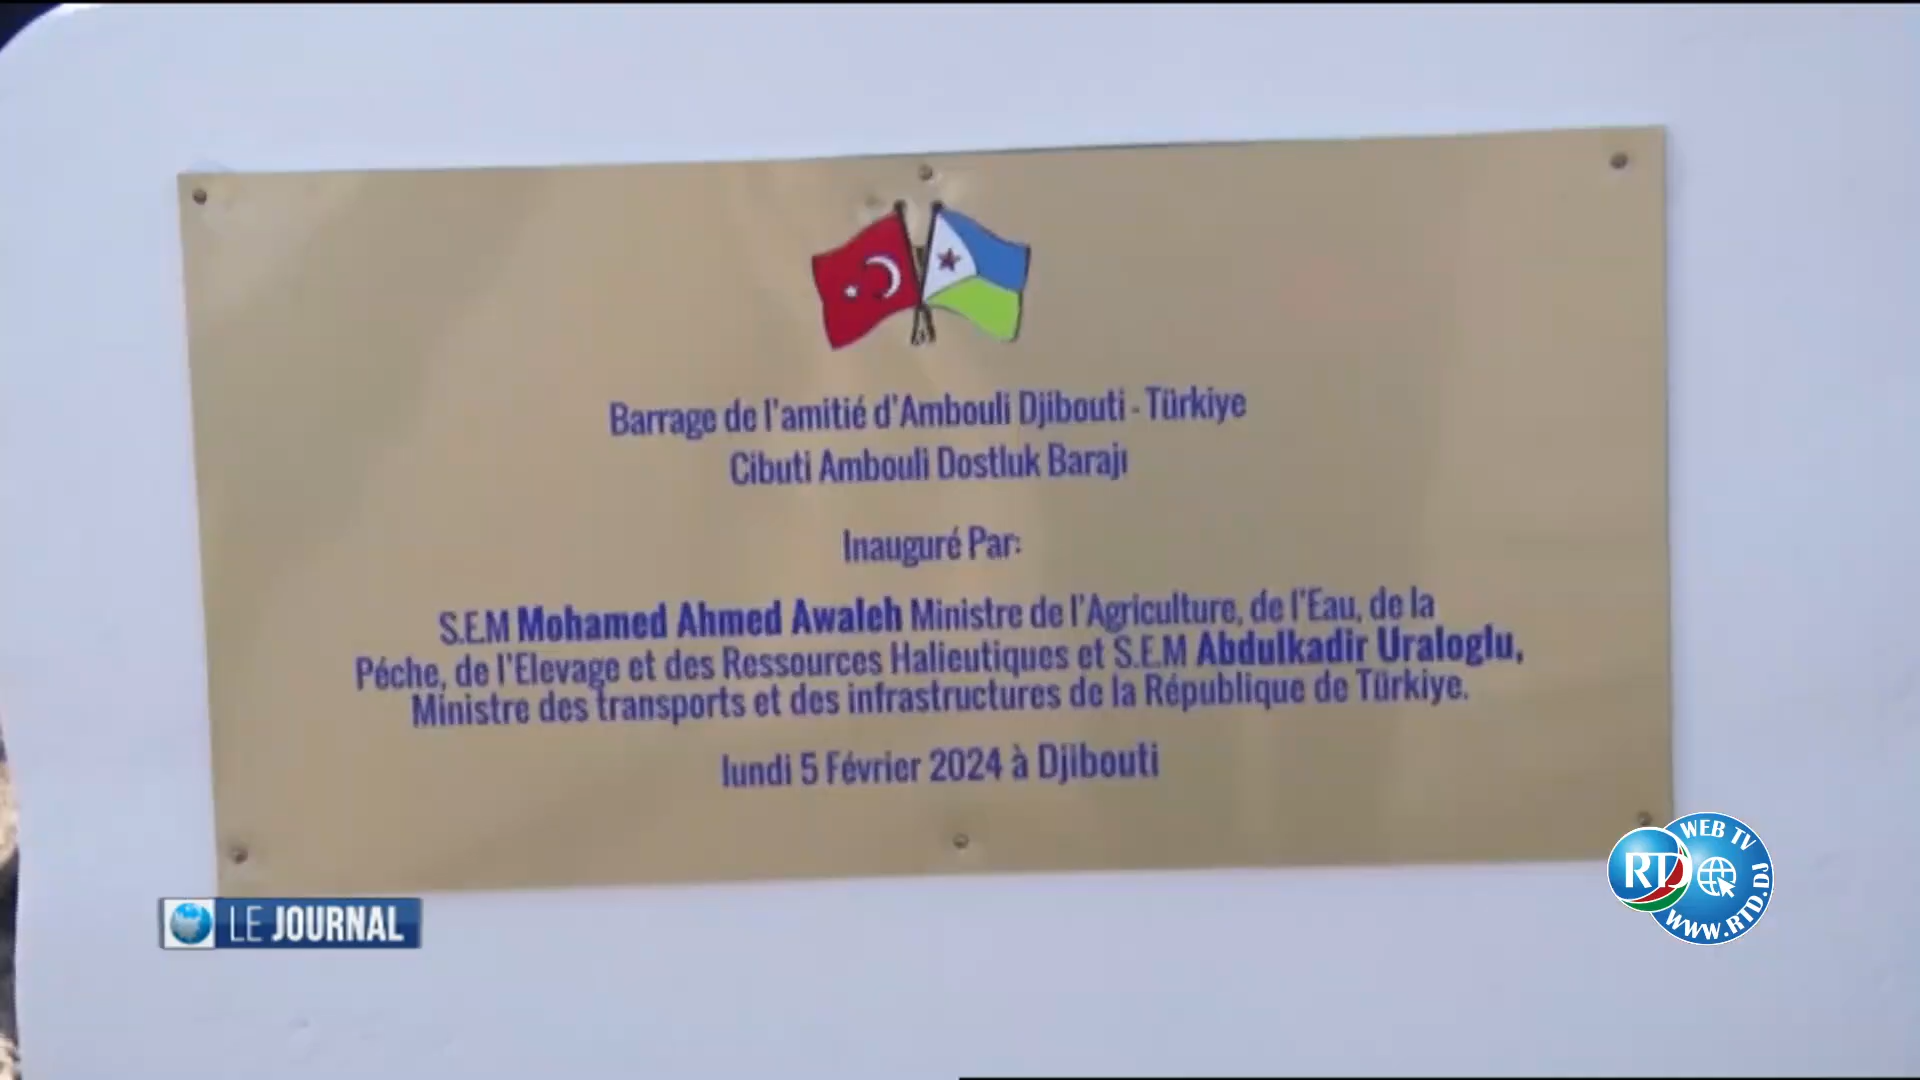 Barrage de l'amitié d'Ambouli Djibouti - Türkiye
Cibuti Ambouli Dostluk Barajı
Inauguré Par:
S.E.M Mohamed Ahmed Awaleh Ministre de l'Agriculture, de l'Eau, de la
Péche, de l'Elevage et des Ressources Halieutiques et S.E.M Abdulkadir Uraloglu,
Ministre des transports et des infrastructures de la République de Türkiye.
lundi 5 Février 2024 à Djibouti
LE JOURNAL
WEB TV
RTD
WWW.RTD.DJ